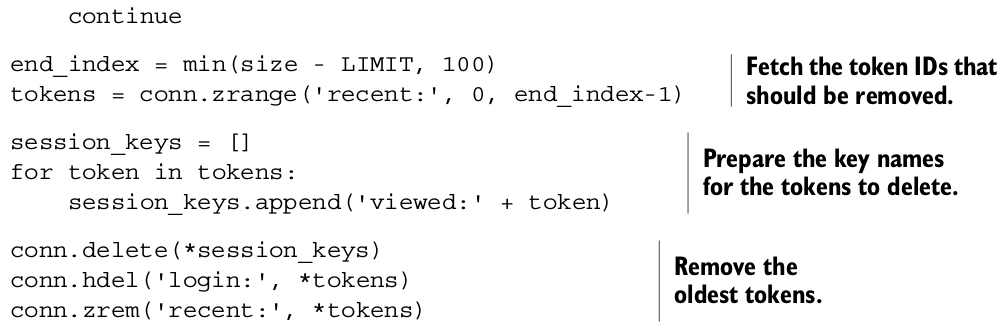 continue
end_index = min(size - LIMIT, 100)
tokens = conn.zrange('recent:', 0, end_index-1)
Fetch the token IDs that
should be removed.
session_keys = []
for token in tokens:
    session_keys.append('viewed:' + token)
Prepare the key names
for the tokens to delete.
conn.delete(*session_keys)
conn.hdel('login:', *tokens)
conn.zrem('recent:', *tokens)
Remove the
oldest tokens.